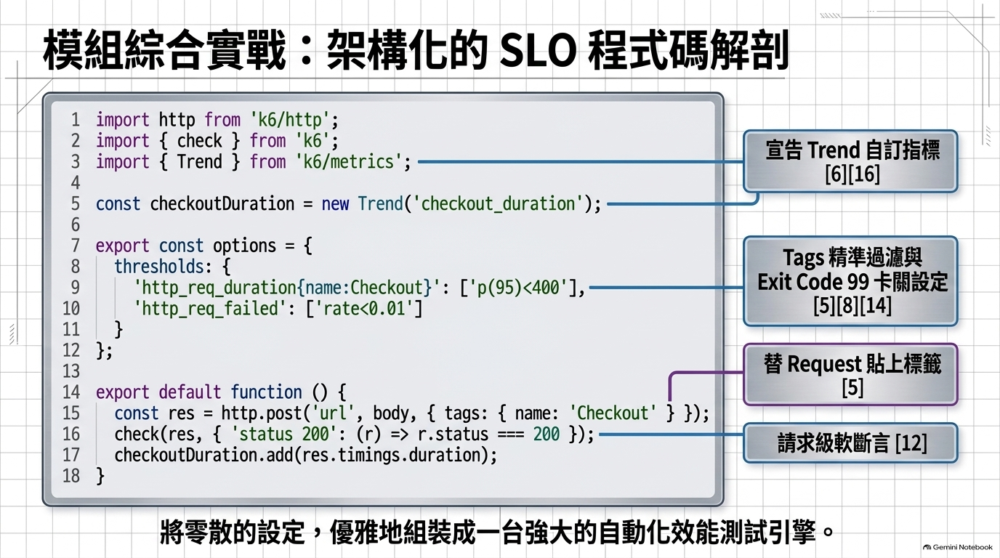 模組綜合實戰：架構化的 SLO 程式碼解剖
1 import http from 'k6/http';
2 import { check } from 'k6';
3 import { Trend } from 'k6/metrics';
4
5 const checkoutDuration = new Trend('checkout_duration');
6
7 export const options = {
8   thresholds: {
9     'http_req_duration{name:Checkout}': ['p(95)<400'],
10     'http_req_failed': ['rate<0.01']
11   }
12 };
13
14 export default function () {
15   const res = http.post('url', body, { tags: { name: 'Checkout' } });
16   check(res, { 'status 200': (r) => r.status === 200 });
17   checkoutDuration.add(res.timings.duration);
18 }
宣告 Trend 自訂指標
[6][16]
Tags 精準過濾與
Exit Code 99 卡關設定
[5][8][14]
替 Request 貼上標籤
[5]
請求級軟斷言 [12]
將零散的設定，優雅地組裝成一台強大的自動化效能測試引擎。
Gemini Notebook